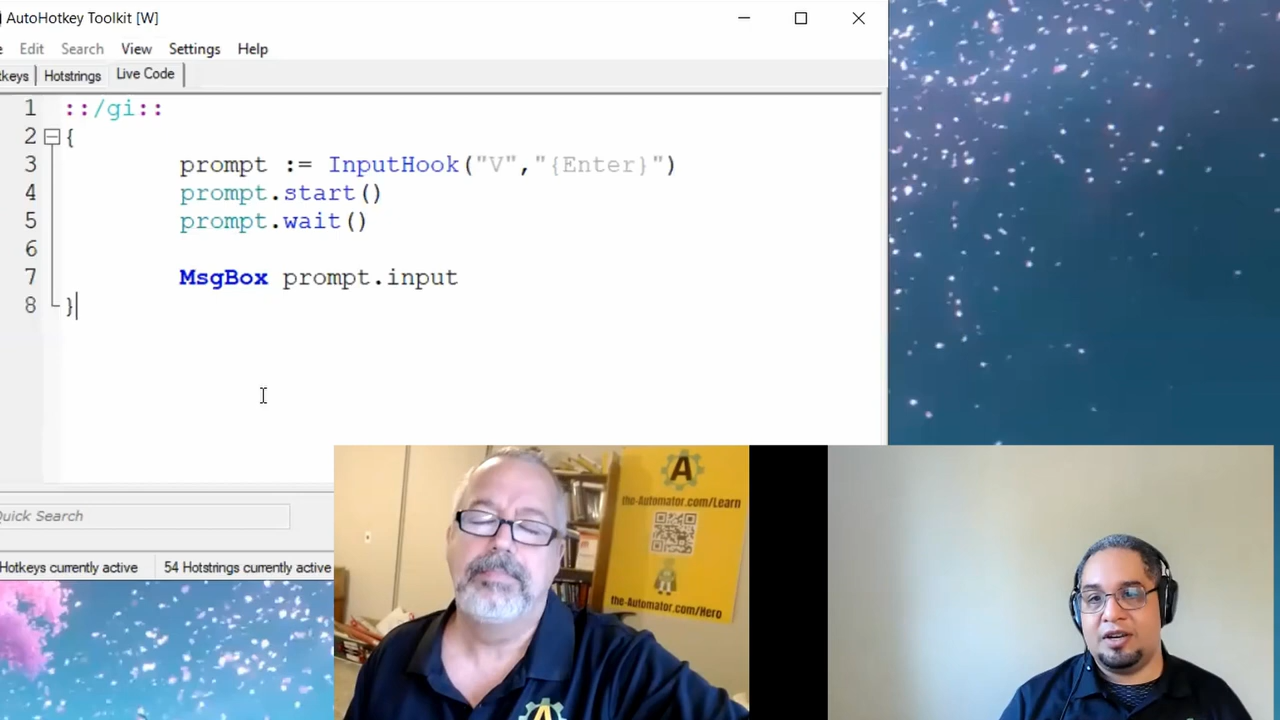 AutoHotkey Toolkit [W]
Edit Search View Settings Help
Hotstrings Live Code
1 ::/gi::
2 {
3 prompt := InputHook("V","{Enter}")
4 prompt.start()
5 prompt.wait()
6
7 MsgBox prompt.input
8 }
Quick Search
Hotkeys currently active 54 Hotstrings currently active
A
the-Automator.com/Learn
the-Automator.com/Hero